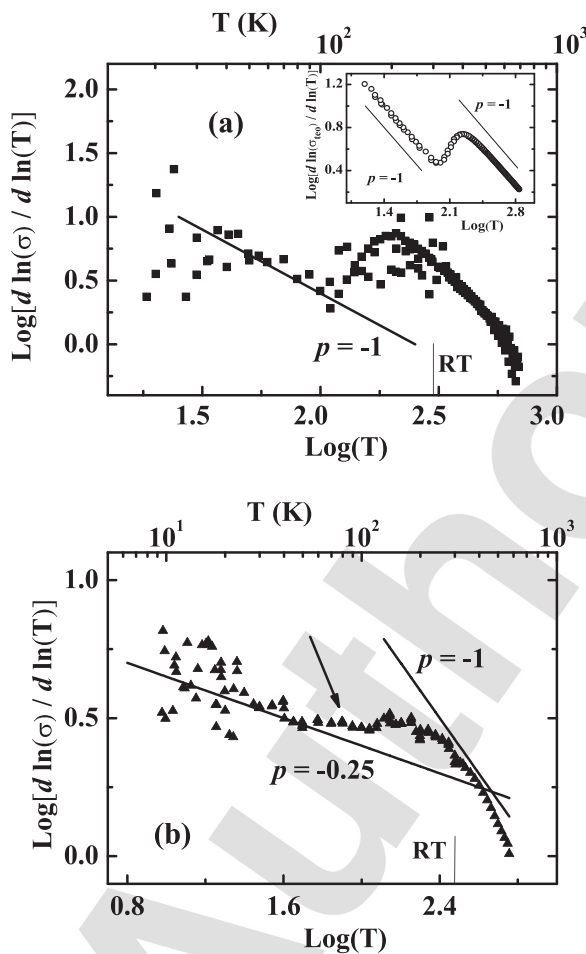 T (K)
10²
10³
2.0
1.5
1.0
0.5
0.0
(a)
Log[d ln(σ) / d ln(T)]
p = -1
RT
1.5
2.0
2.5
3.0
Log(T)
1.2
0.8
0.4
Log[d ln(σteo) / d ln(T)]
p = -1
p = -1
1.4
2.1
2.8
Log(T)
T (K)
10¹
10²
10³
1.0
0.5
0.0
Log[d ln(σ) / d ln(T)]
p = -1
p = -0.25
(b)
RT
0.8
1.6
2.4
Log(T)